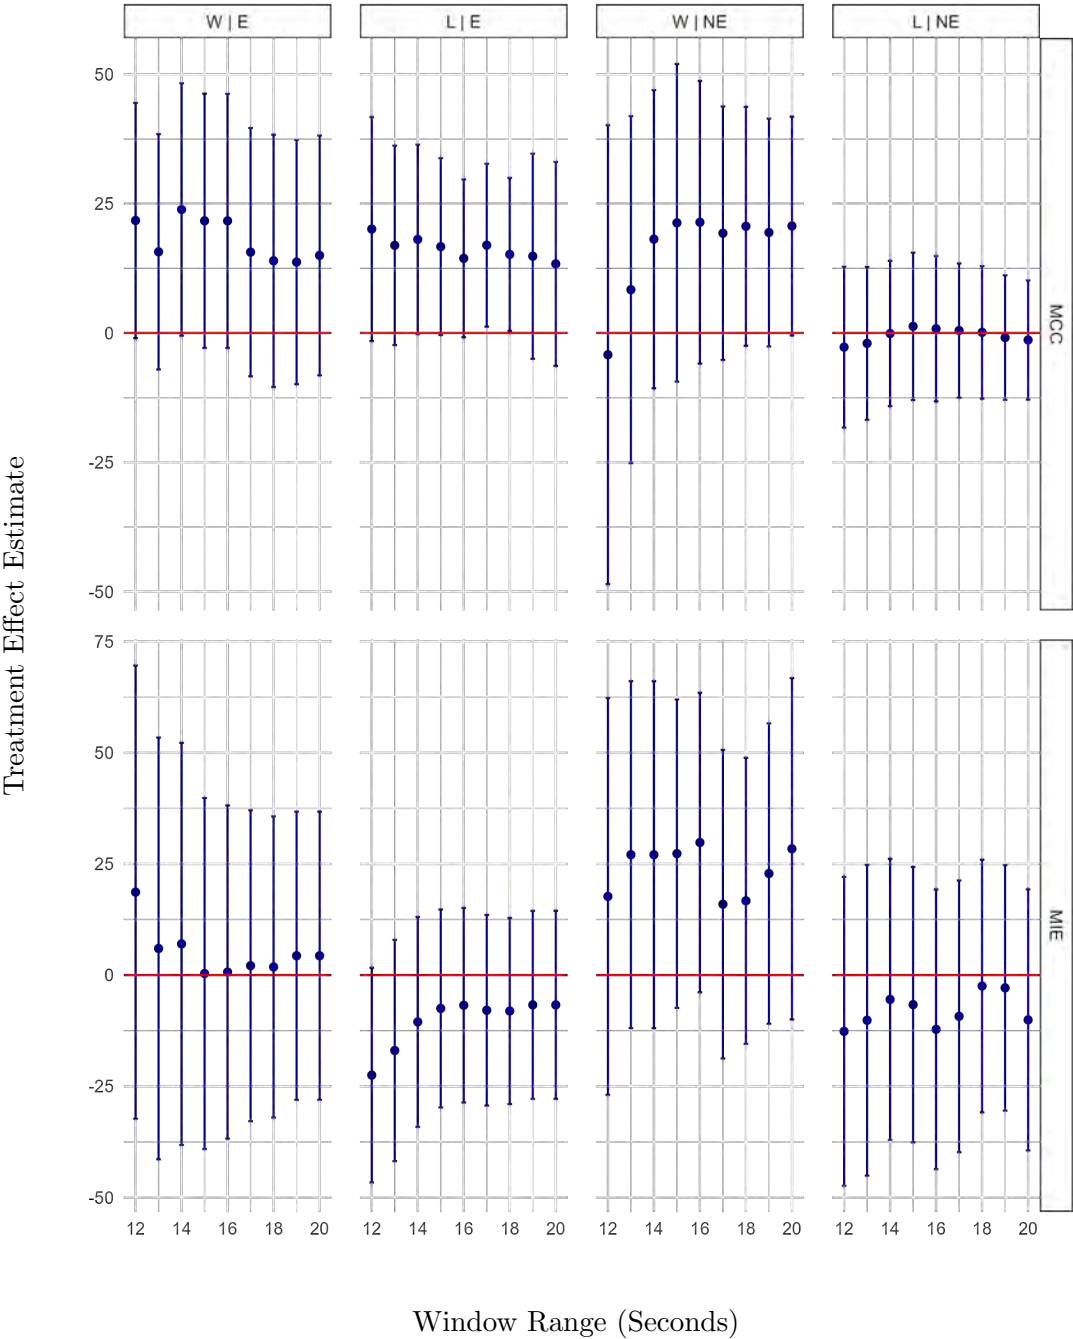 W | E
L | E
W | NE
L | NE
50
25
0
-25
-50
MCC
75
50
25
0
-25
-50
MIE
12 14 16 18 20
12 14 16 18 20
12 14 16 18 20
12 14 16 18 20
Treatment Effect Estimate
Window Range (Seconds)